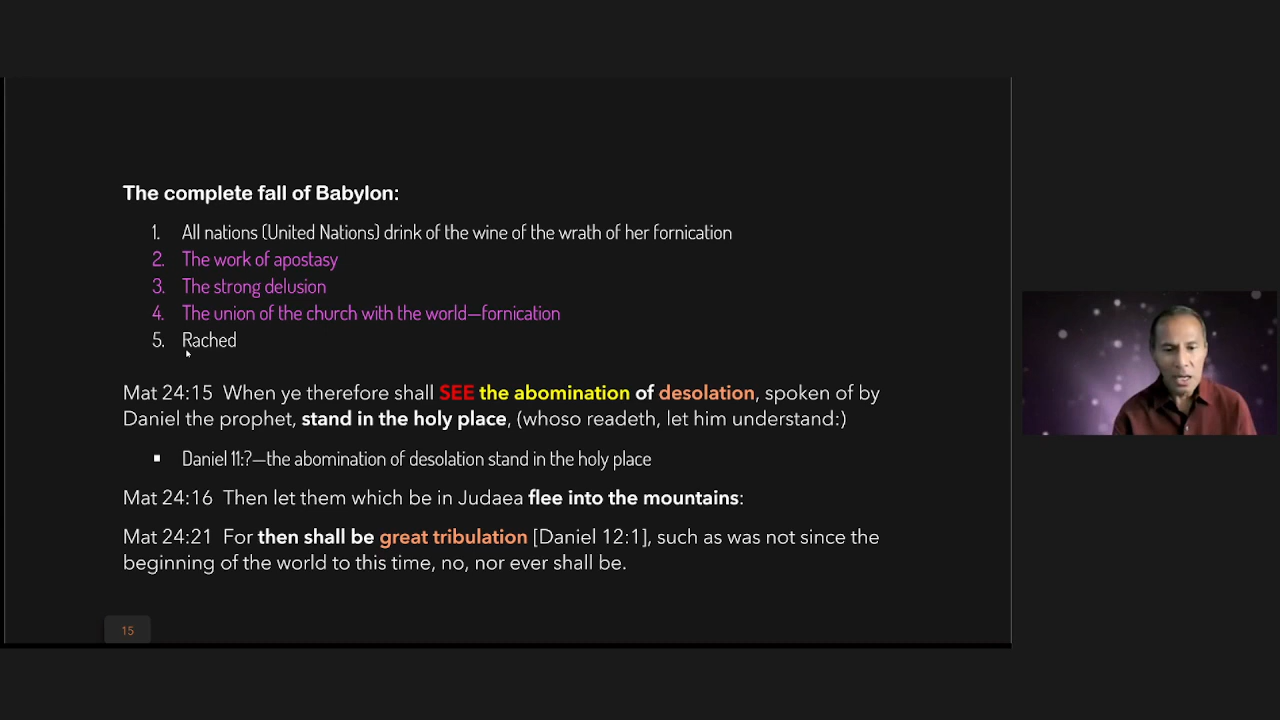 The complete fall of Babylon:
1. All nations (United Nations) drink of the wine of the wrath of her fornication
2. The work of apostasy
3. The strong delusion
4. The union of the church with the world—fornication
5. Rached
Mat 24:15 When ye therefore shall SEE the abomination of desolation, spoken of by
Daniel the prophet, stand in the holy place, (whoso readeth, let him understand:)
▪ Daniel 11:?—the abomination of desolation stand in the holy place
Mat 24:16 Then let them which be in Judaea flee into the mountains:
Mat 24:21 For then shall be great tribulation [Daniel 12:1], such as was not since the
beginning of the world to this time, no, nor ever shall be.
15